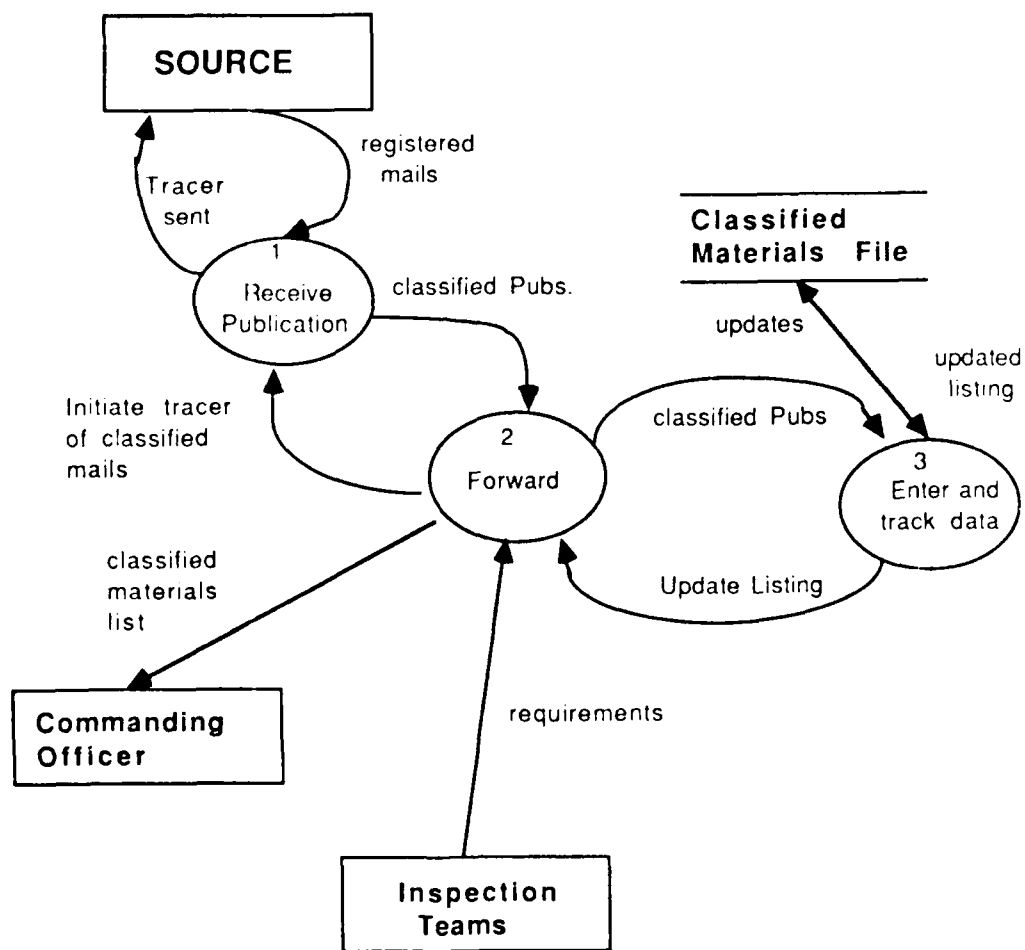 SOURCE
registered
mails
Tracer
sent
1
Receive
Publication
classified Pubs.
Classified
Materials File
updates
updated
listing
Initiate tracer
of classified
mails
2
Forward
classified Pubs
3
Enter and
track data
Update Listing
classified
materials
list
Commanding
Officer
requirements
Inspection
Teams